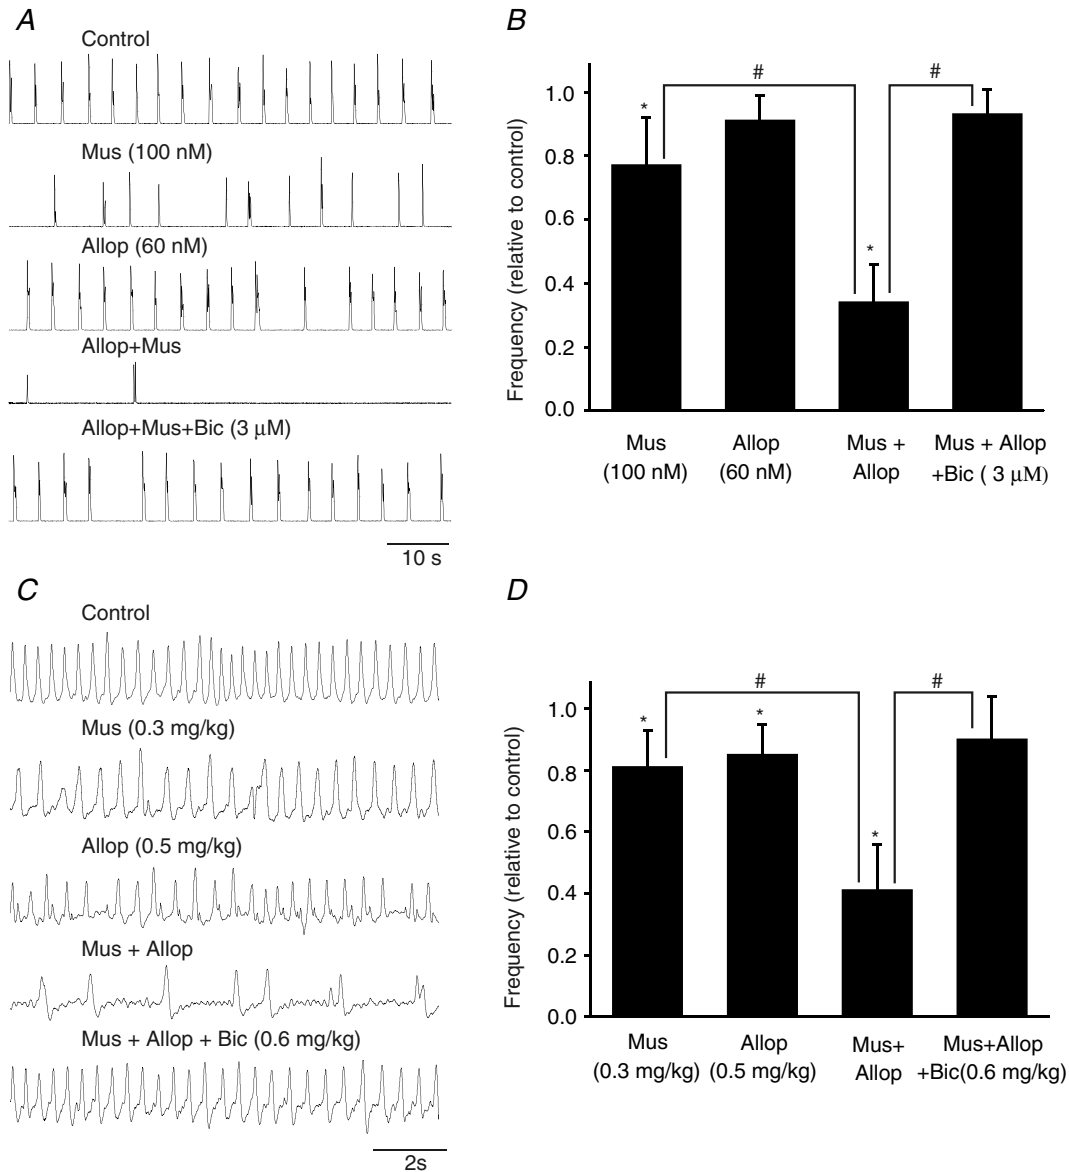 A
Control
Mus (100 nM)
Allop (60 nM)
Allop+Mus
Allop+Mus+Bic (3 μM)
10 s
B
#
#
*
*
Frequency (relative to control)
1.0
0.8
0.6
0.4
0.2
0.0
Mus
(100 nM)
Allop
(60 nM)
Mus +
Allop
Mus + Allop
+Bic ( 3 μM)
C
Control
Mus (0.3 mg/kg)
Allop (0.5 mg/kg)
Mus + Allop
Mus + Allop + Bic (0.6 mg/kg)
2s
D
#
#
*
*
*
Frequency (relative to control)
1.0
0.8
0.6
0.4
0.2
0.0
Mus
(0.3 mg/kg)
Allop
(0.5 mg/kg)
Mus+
Allop
Mus+Allop
+Bic(0.6 mg/kg)